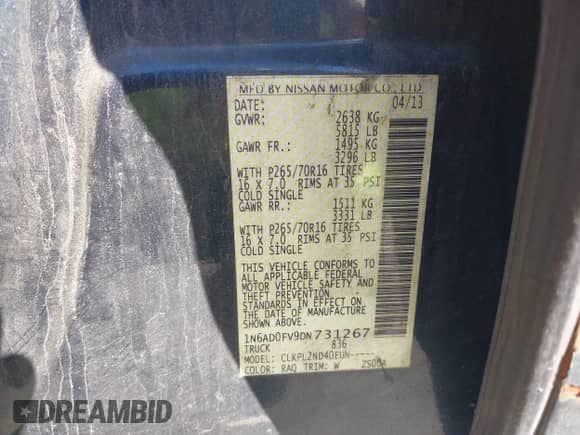 MFD BY NISSAN MOTOR CO., LTD
DATE: 04/13
GVWR: 2638 KG
5815 LB
GAWR FR.: 1495 KG
3296 LB
WITH P265/70R16 TIRES
16 X 7.0 RIMS AT 35 PSI
COLD SINGLE
GAWR RR.: 1511 KG
3331 LB
WITH P265/70R16 TIRES
16 X 7.0 RIMS AT 35 PSI
COLD SINGLE
THIS VEHICLE CONFORMS TO
ALL APPLICABLE FEDERAL
MOTOR VEHICLE SAFETY AND
THEFT PREVENTION
STANDARDS IN EFFECT ON
THE DATE OF MANUFACTURE
SHOWN ABOVE.
1N6AD0FV9DN731267
TRUCK 836
MODEL: CLKPL2ND4DEUN-----
COLOR: RAQ TRIM: W
DREAMBID